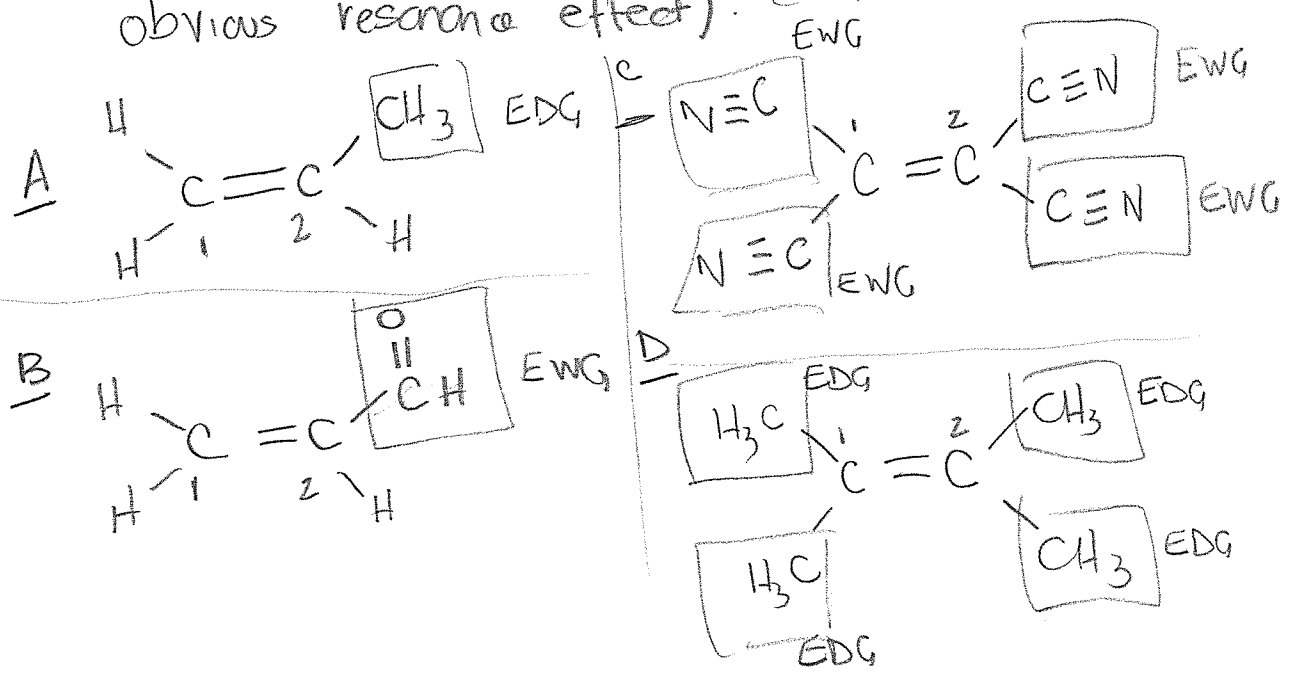 obvious resonance effect).
A
H
CH3 EDG
C=C
H 1 2 H
B
O
||
H CH EWG
C=C
H 1 2 H
C
EWG
N≡C C≡N EWG
1 2
C=C
N≡C C≡N EWG
EWG
D
EDG
H3C CH3 EDG
1 2
C=C
H3C CH3 EDG
EDG